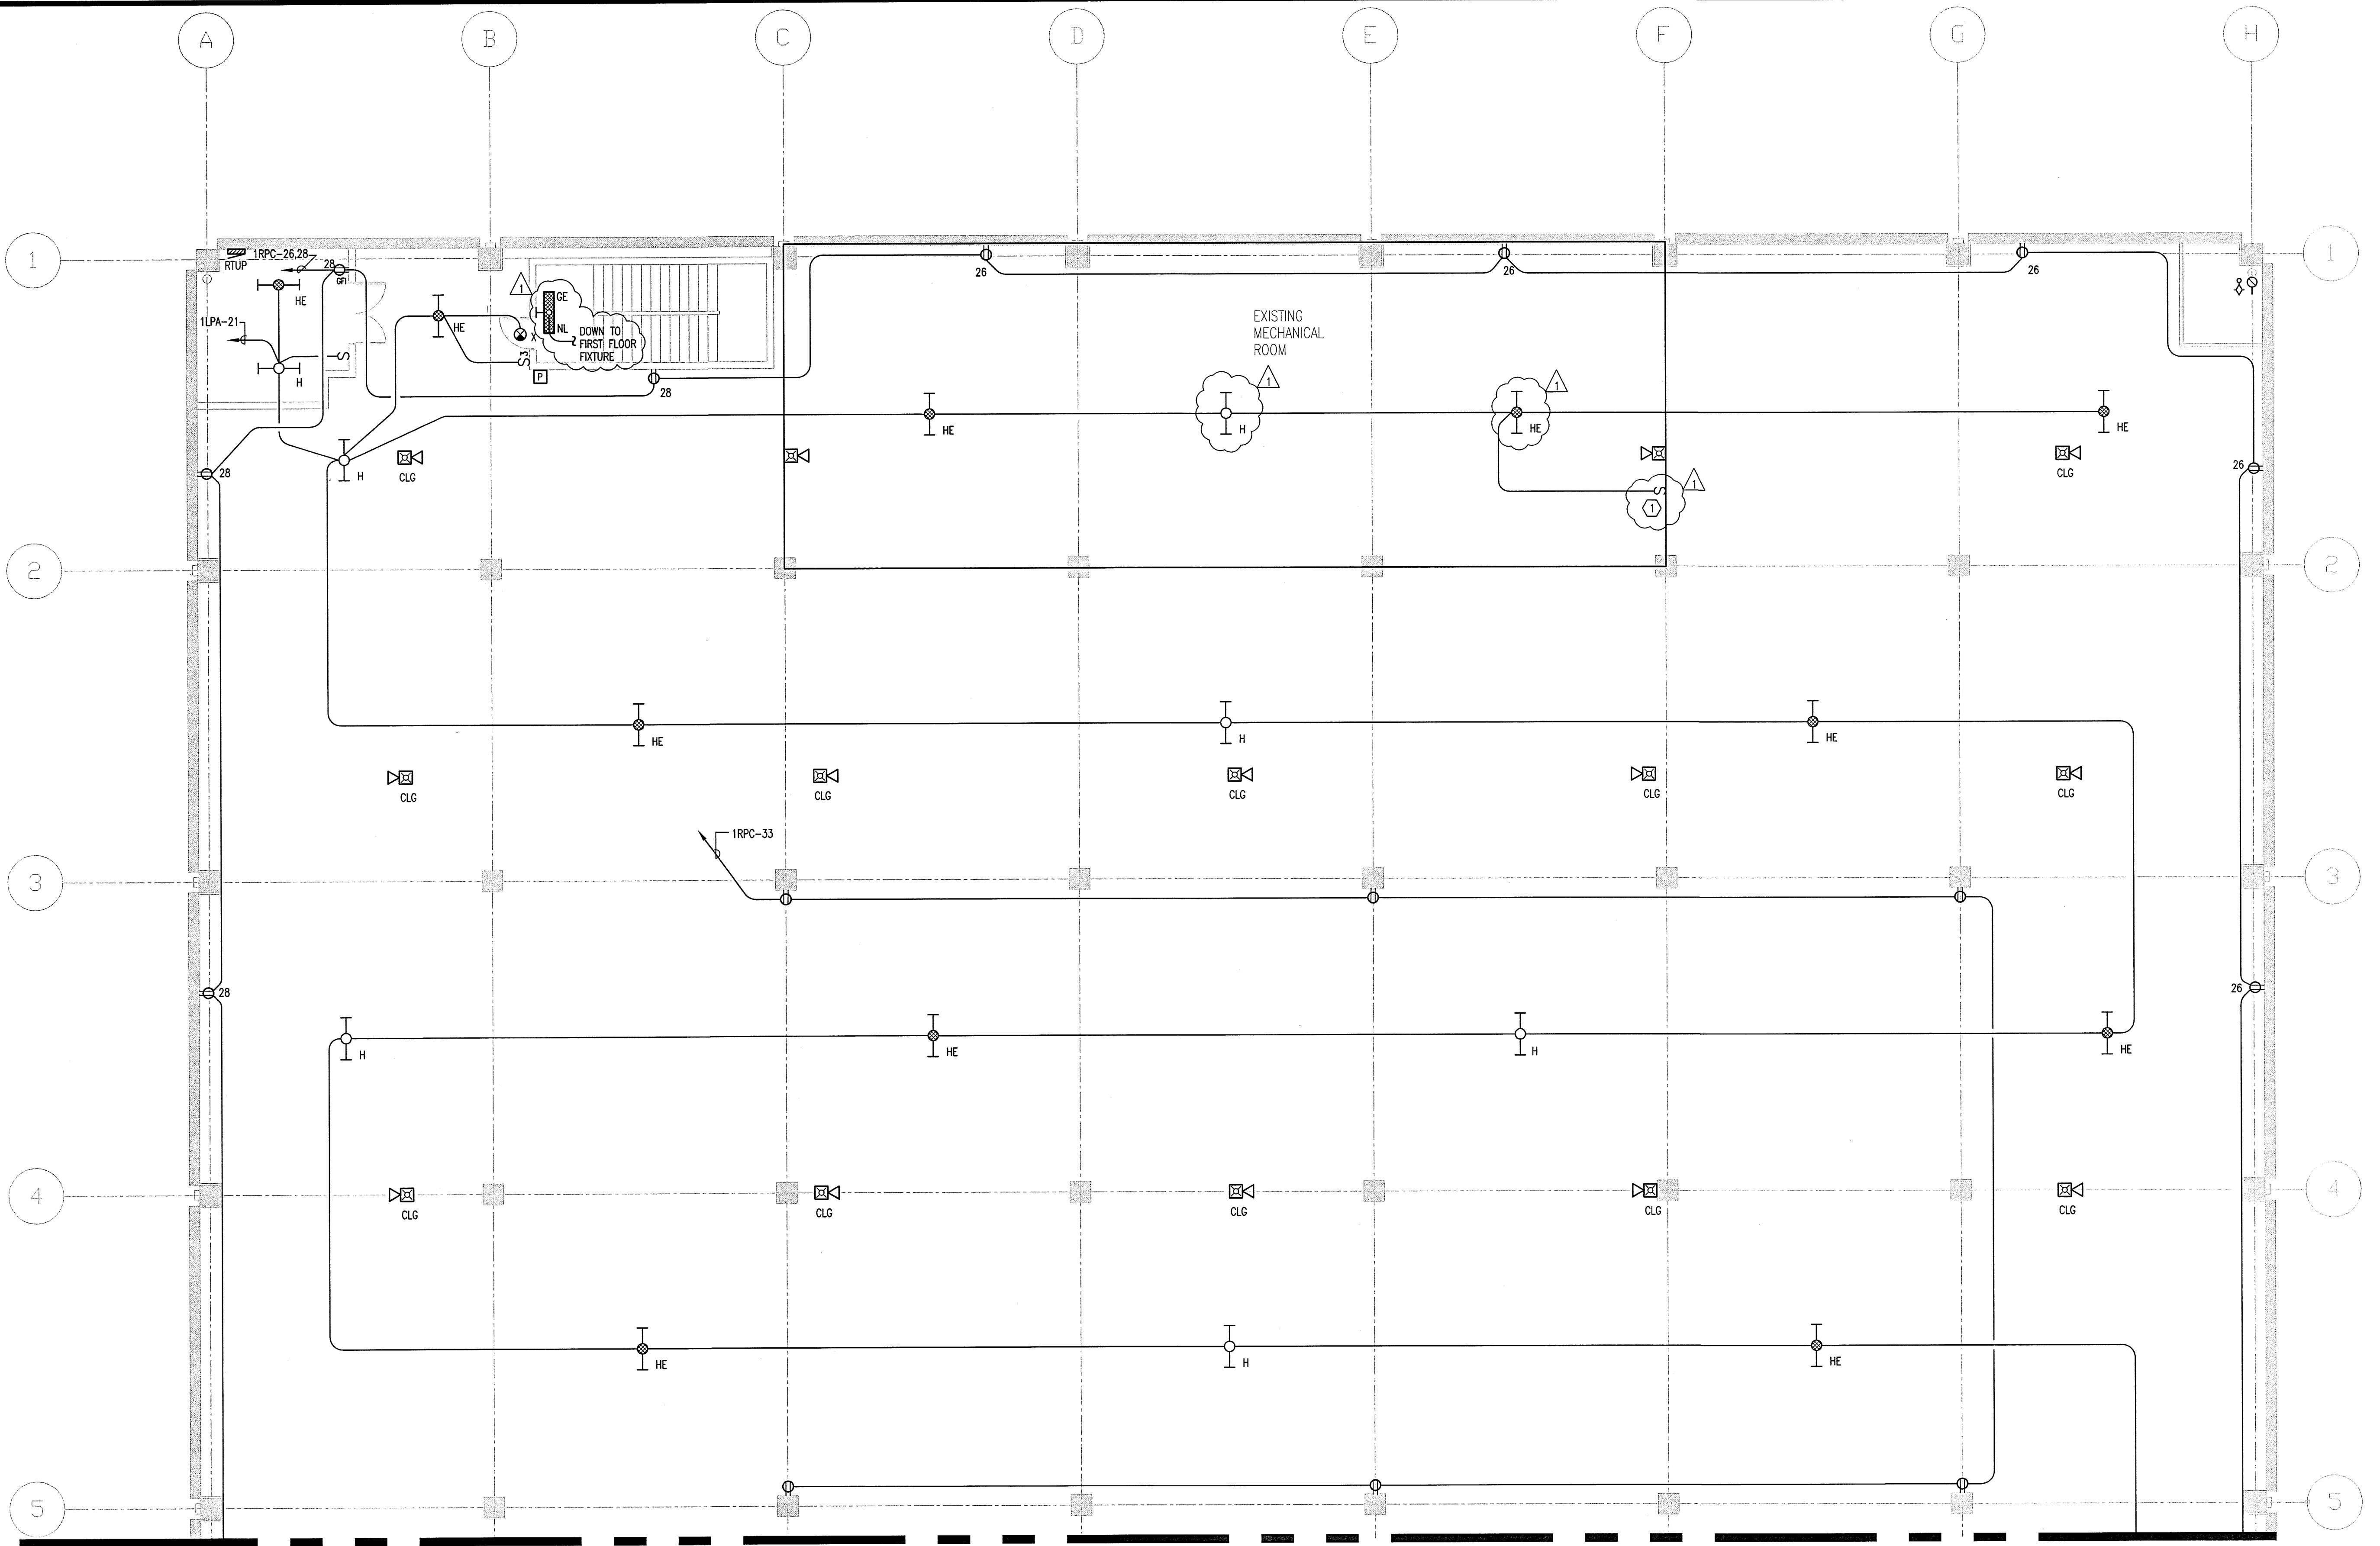 A B C D E F G H
1 1RPC-26,28 28 26 26 26 1
RTUP GFI
HE 1 GE
1LPA-21 HE NL DOWN TO
X FIRST FLOOR
FIXTURE
S S3
H P 28
EXISTING
MECHANICAL
ROOM
1 1
HE H HE HE
28 H CLG CLG 26
S 1
1
2 2
HE H HE
CLG CLG CLG CLG CLG
1RPC-33
3 3
28 26
H HE H HE
4 4
CLG CLG CLG CLG CLG
HE H HE
5 5